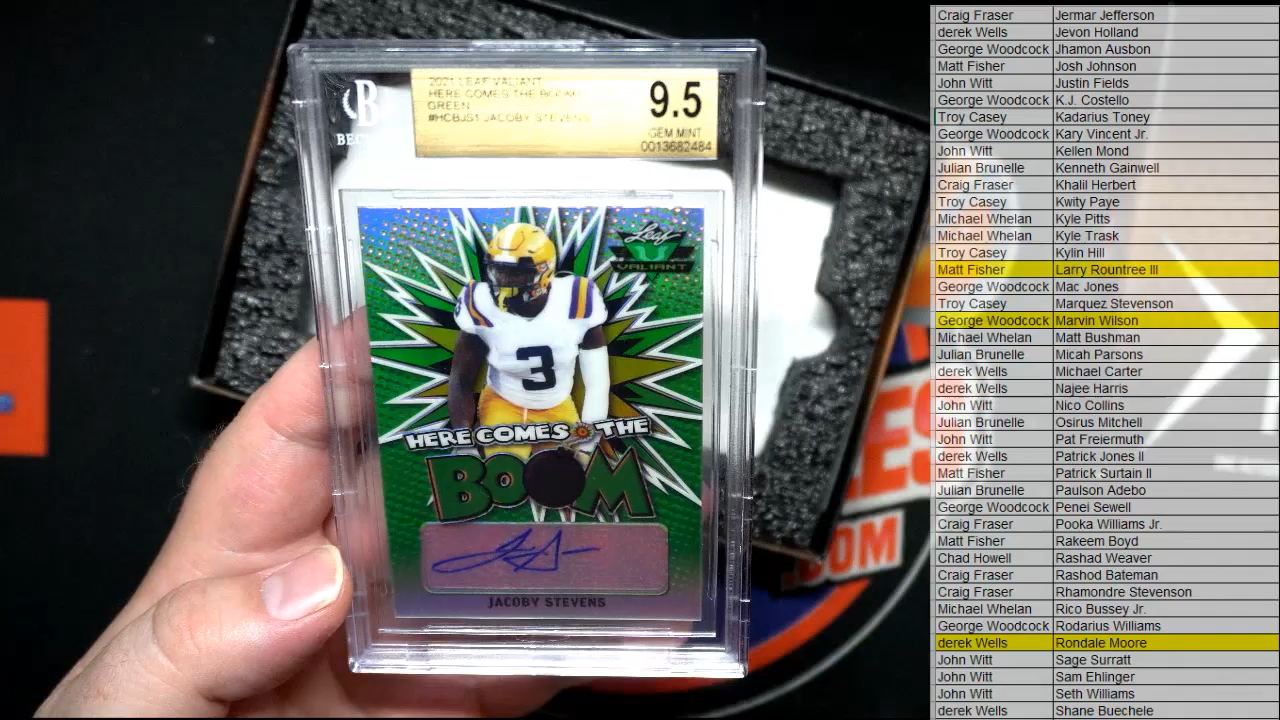 BEC
2021 LEAF VALIANT
HERE COMES THE BOOM
GREEN
#HCBJS1 JACOBY STEVENS
9.5
GEM MINT
0013682484
Leaf
VALIANT
3
HERE COMES THE
BOOM
JACOBY STEVENS
.COM
Craig Fraser Jermar Jefferson
derek Wells Jevon Holland
George Woodcock Jhamon Ausbon
Matt Fisher Josh Johnson
John Witt Justin Fields
George Woodcock K.J. Costello
Troy Casey Kadarius Toney
George Woodcock Kary Vincent Jr.
John Witt Kellen Mond
Julian Brunelle Kenneth Gainwell
Craig Fraser Khalil Herbert
Troy Casey Kwity Paye
Michael Whelan Kyle Pitts
Michael Whelan Kyle Trask
Troy Casey Kylin Hill
Matt Fisher Larry Rountree III
George Woodcock Mac Jones
Troy Casey Marquez Stevenson
George Woodcock Marvin Wilson
Michael Whelan Matt Bushman
Julian Brunelle Micah Parsons
derek Wells Michael Carter
derek Wells Najee Harris
John Witt Nico Collins
Julian Brunelle Osirus Mitchell
John Witt Pat Freiermuth
derek Wells Patrick Jones II
Matt Fisher Patrick Surtain II
Julian Brunelle Paulson Adebo
George Woodcock Penei Sewell
Craig Fraser Pooka Williams Jr.
Matt Fisher Rakeem Boyd
Chad Howell Rashad Weaver
Craig Fraser Rashod Bateman
Craig Fraser Rhamondre Stevenson
Michael Whelan Rico Bussey Jr.
George Woodcock Rodarius Williams
derek Wells Rondale Moore
John Witt Sage Surratt
John Witt Sam Ehlinger
John Witt Seth Williams
derek Wells Shane Buechele